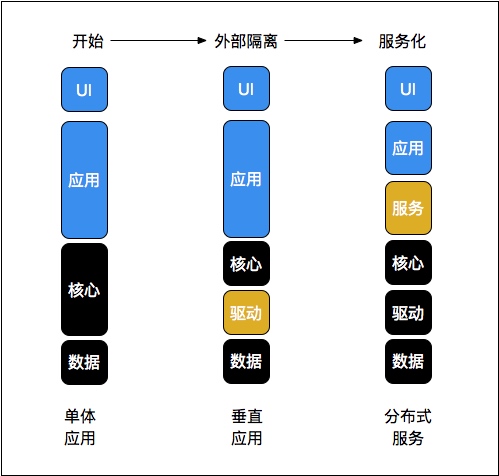 开始 外部隔离 服务化
UI UI UI
应用 应用 应用
服务
核心 核心 核心
驱动 驱动
数据 数据 数据
单体 垂直 分布式
应用 应用 服务